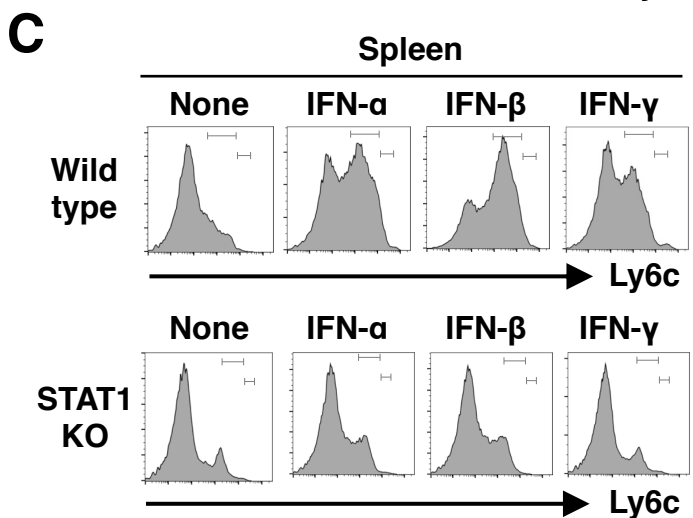 C
Spleen
None IFN-α IFN-β IFN-γ
Wild
type
Ly6c
None IFN-α IFN-β IFN-γ
STAT1
KO
Ly6c